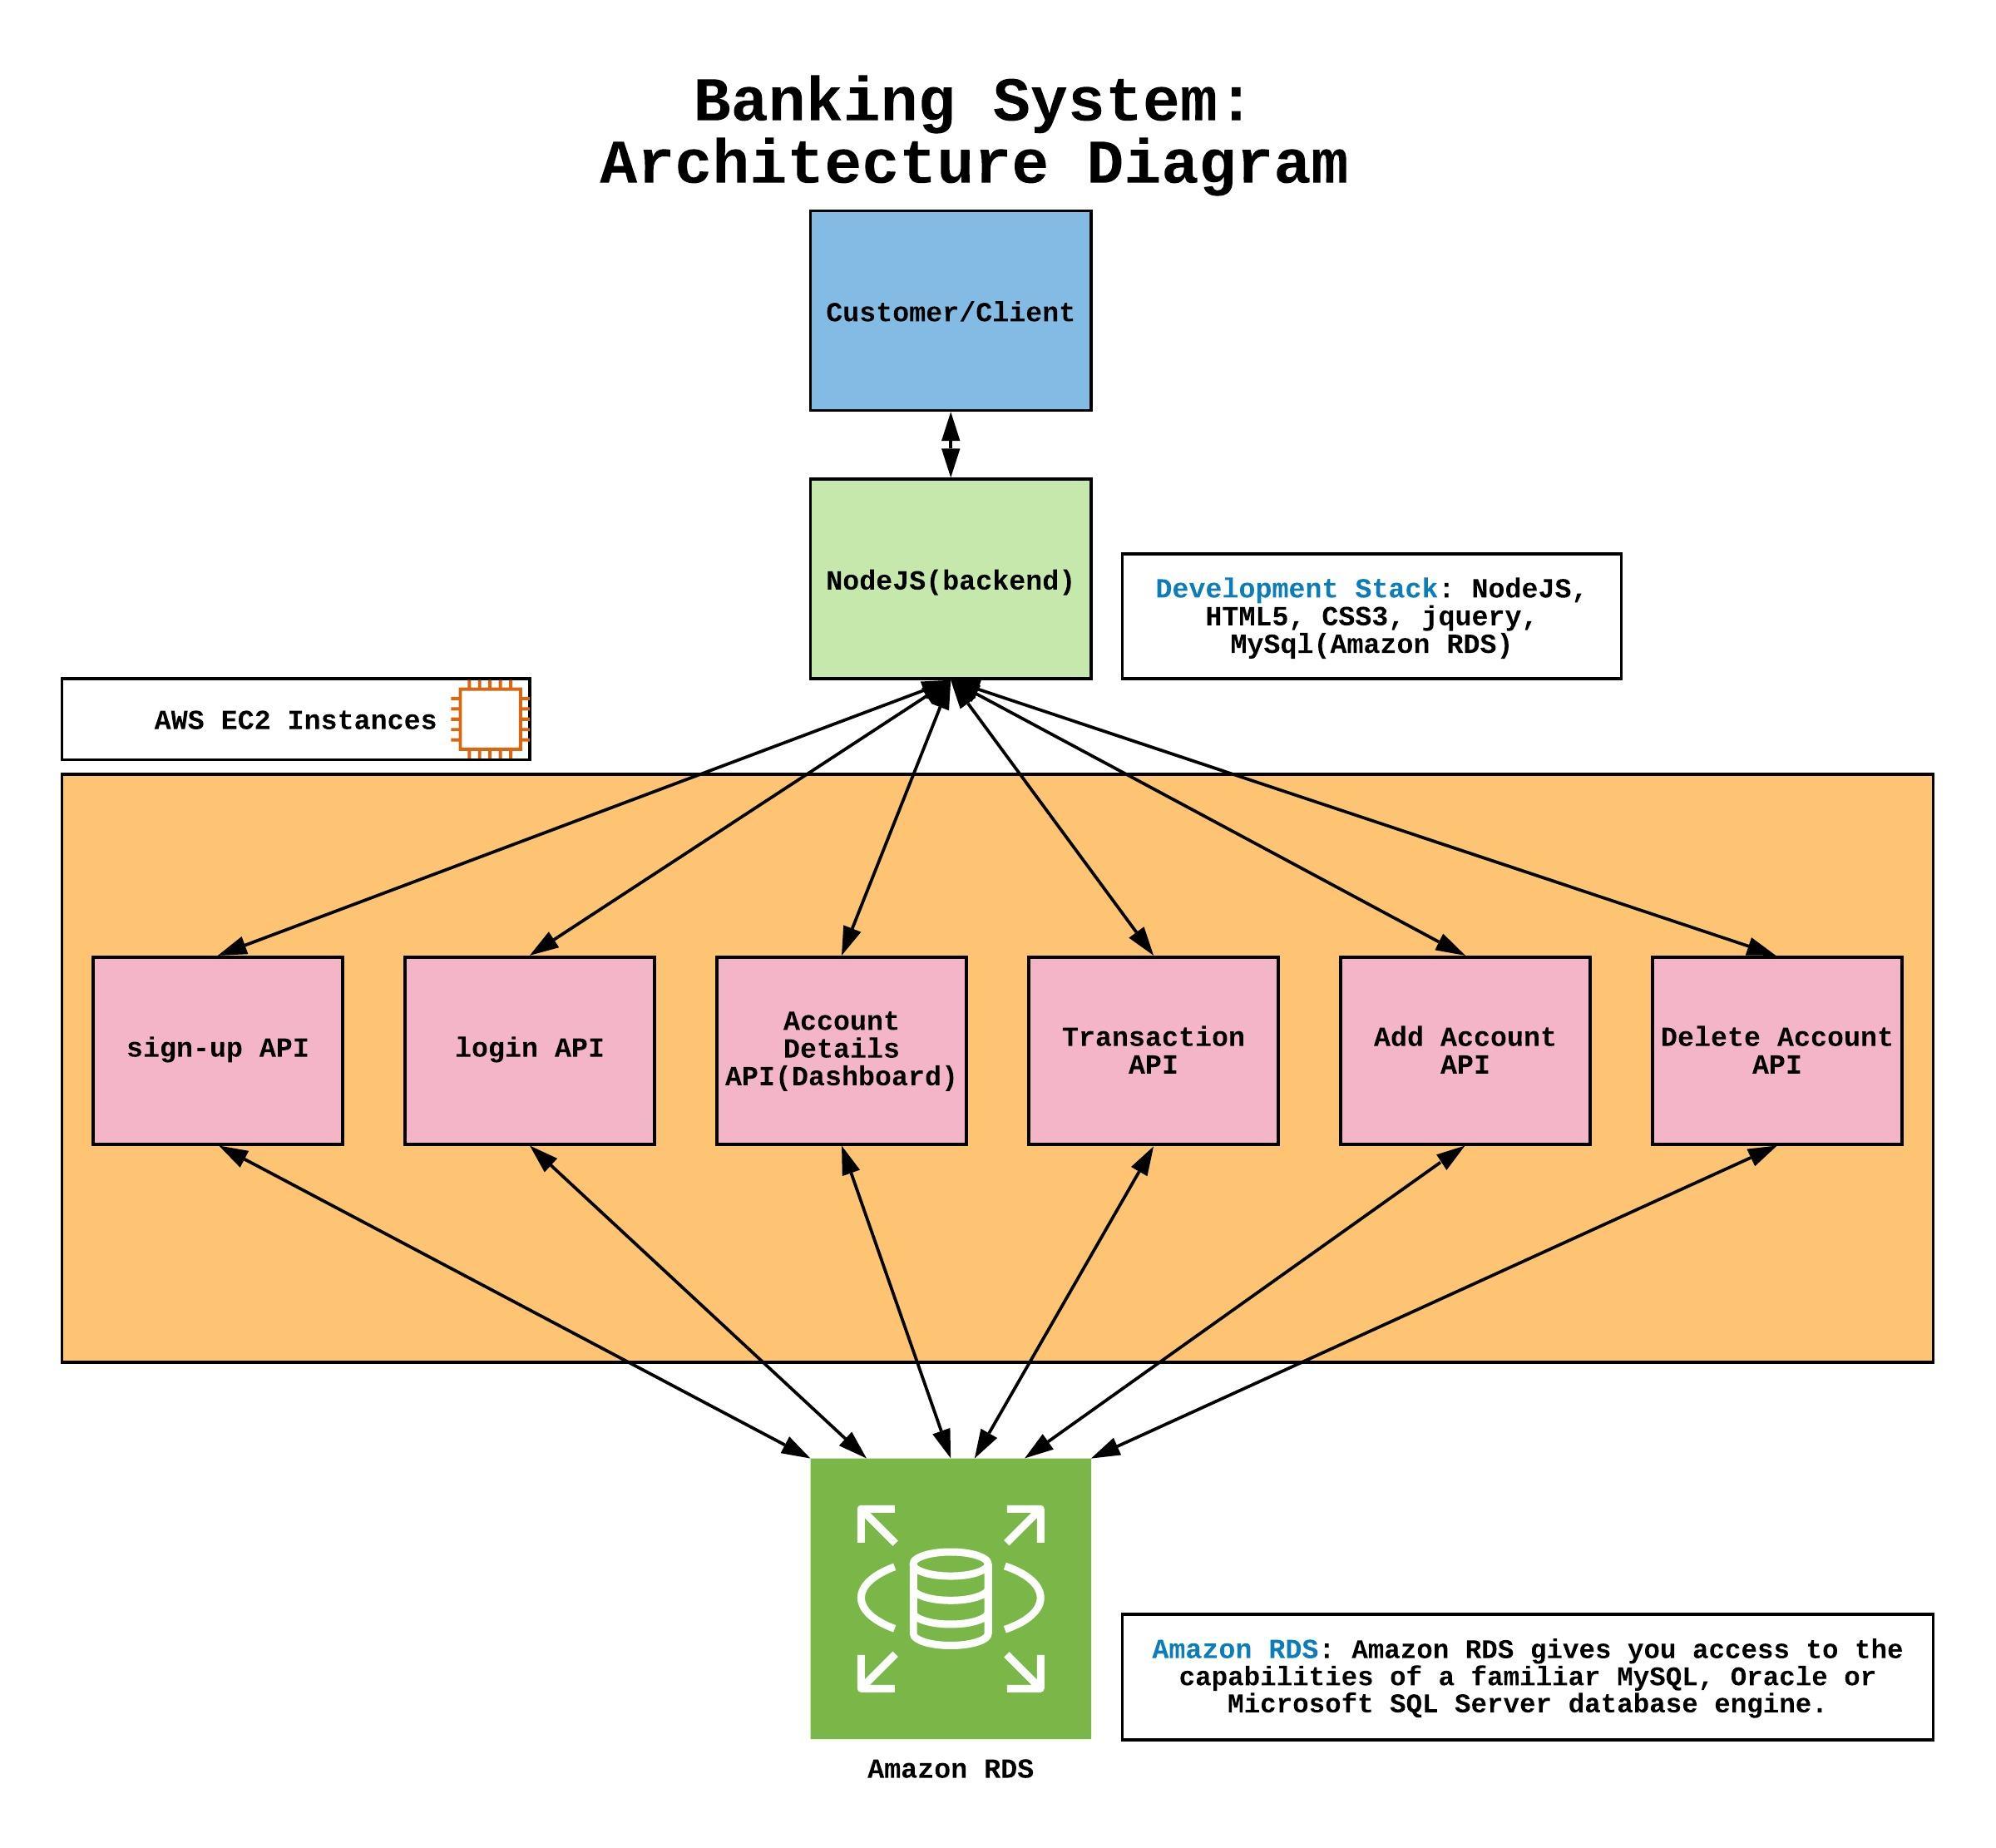 Banking System:
Architecture Diagram
Customer/Client
NodeJS(backend)
Development Stack: NodeJS,
HTML5, CSS3, jquery,
MySql(Amazon RDS)
AWS EC2 Instances
sign-up API
login API
Account
Details
API(Dashboard)
Transaction
API
Add Account
API
Delete Account
API
Amazon RDS: Amazon RDS gives you access to the
capabilities of a familiar MySQL, Oracle or
Microsoft SQL Server database engine.
Amazon RDS